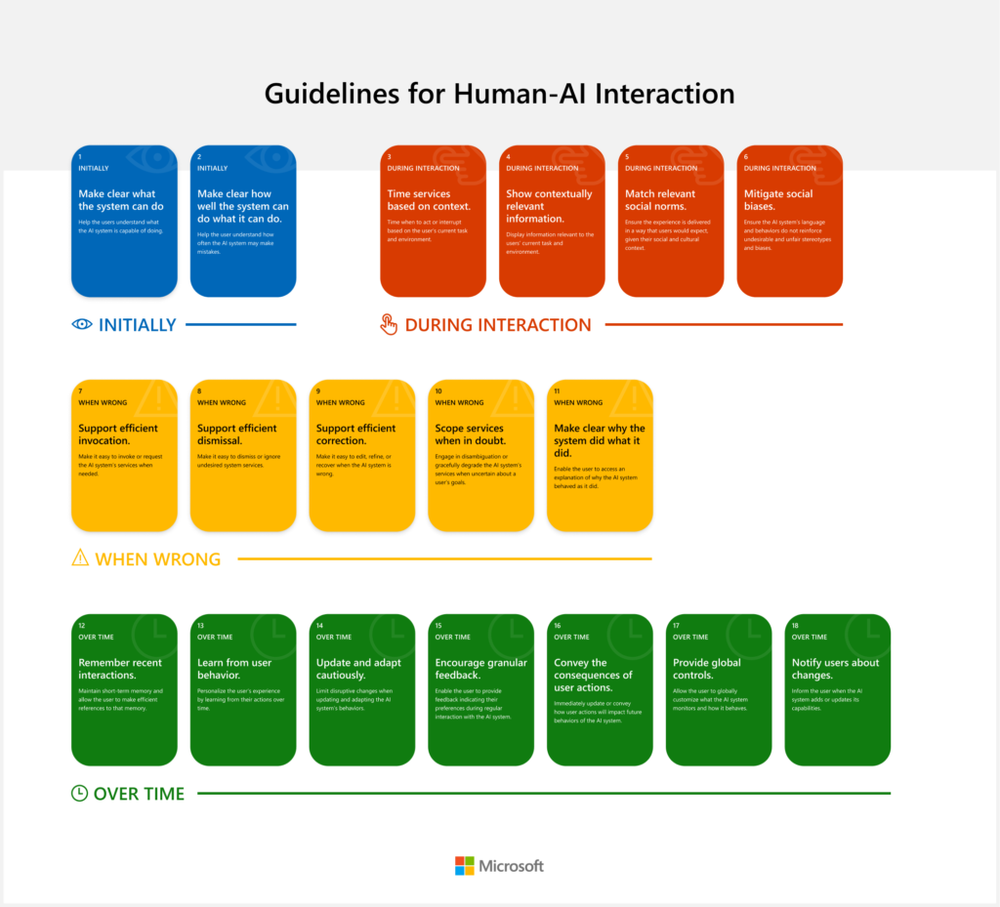 Guidelines for Human-AI Interaction
1
INITIALLY
Make clear what
the system can do
Help the users understand what
the AI system is capable of doing.
2
INITIALLY
Make clear how
well the system can
do what it can do.
Help the user understand how
often the AI system may make
mistakes.
3
DURING INTERACTION
Time services
based on context.
Time when to act or interrupt
based on the user's current task
and environment.
4
DURING INTERACTION
Show contextually
relevant
information.
Display information relevant to the
users' current task and
environment.
5
DURING INTERACTION
Match relevant
social norms.
Ensure the experience is delivered
in a way that users would expect,
given their social and cultural
context.
6
DURING INTERACTION
Mitigate social
biases.
Ensure the AI system's language
and behaviors do not reinforce
undesirable and unfair stereotypes
and biases.
INITIALLY
DURING INTERACTION
7
WHEN WRONG
Support efficient
invocation.
Make it easy to invoke or request
the AI system's services when
needed.
8
WHEN WRONG
Support efficient
dismissal.
Make it easy to dismiss or ignore
undesired system services.
9
WHEN WRONG
Support efficient
correction.
Make it easy to edit, refine, or
recover when the AI system is
wrong.
10
WHEN WRONG
Scope services
when in doubt.
Engage in disambiguation or
gracefully degrade the AI system's
services when uncertain about a
user's goals.
11
WHEN WRONG
Make clear why the
system did what it
did.
Enable the user to access an
explanation of why the AI system
behaved as it did.
WHEN WRONG
12
OVER TIME
Remember recent
interactions.
Maintain short-term memory and
allow the user to make efficient
references to that memory.
13
OVER TIME
Learn from user
behavior.
Personalize the user's experience
by learning from their actions over
time.
14
OVER TIME
Update and adapt
cautiously.
Limit disruptive changes when
updating and adapting the AI
system's behaviors.
15
OVER TIME
Encourage granular
feedback.
Enable the user to provide
feedback indicating their
preferences during regular
interaction with the AI system.
16
OVER TIME
Convey the
consequences of
user actions.
Immediately update or convey
how user actions will impact future
behaviors of the AI system.
17
OVER TIME
Provide global
controls.
Allow the user to globally
customize what the AI system
monitors and how it behaves.
18
OVER TIME
Notify users about
changes.
Inform the user when the AI
system adds or updates its
capabilities.
OVER TIME
Microsoft